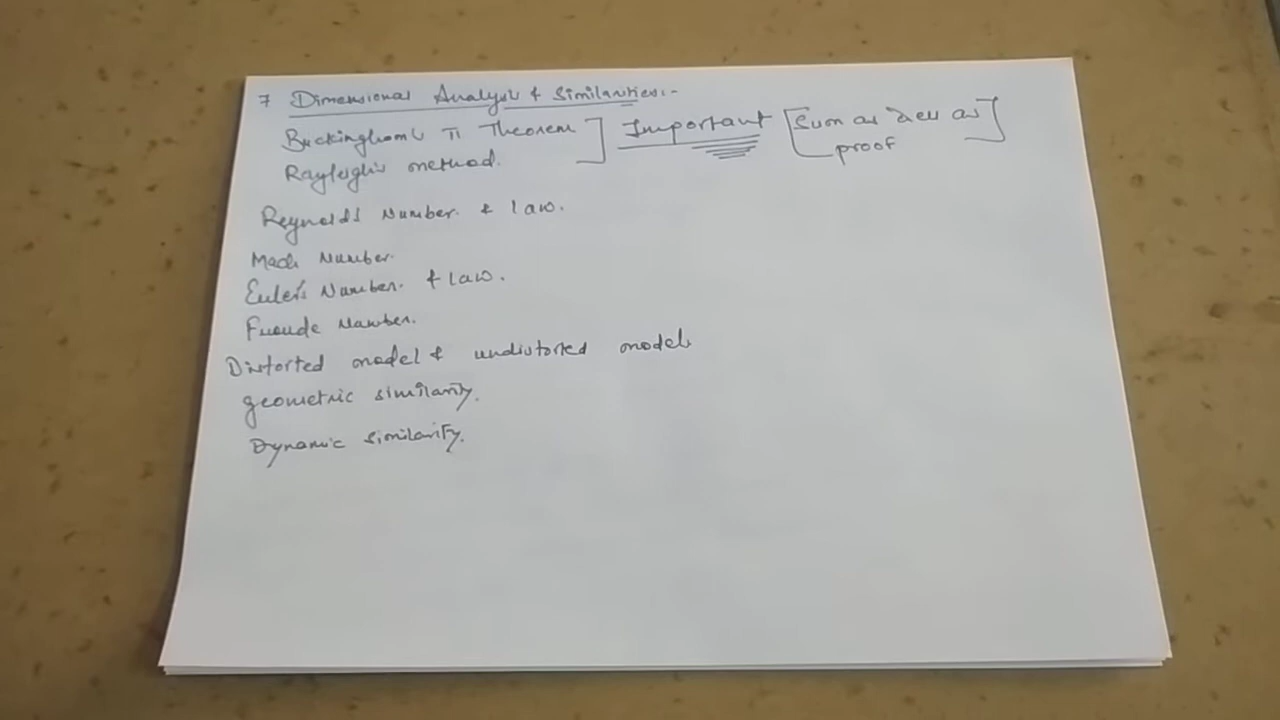 7 Dimensional Analysis & Similarities:-
Buckingham's π Theorem ] Important [Sum as well as]
Rayleigh's method. proof
Reynold's Number. & law.
Mach Number.
Euler's Number. & law.
Froude Number.
Distorted model & undistorted models
geometric similarity.
Dynamic similarity.